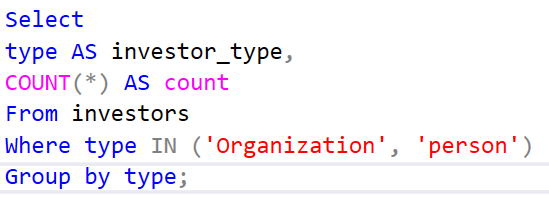 Select
type AS investor_type,
COUNT(*) AS count
From investors
Where type IN ('Organization', 'person')
Group by type;